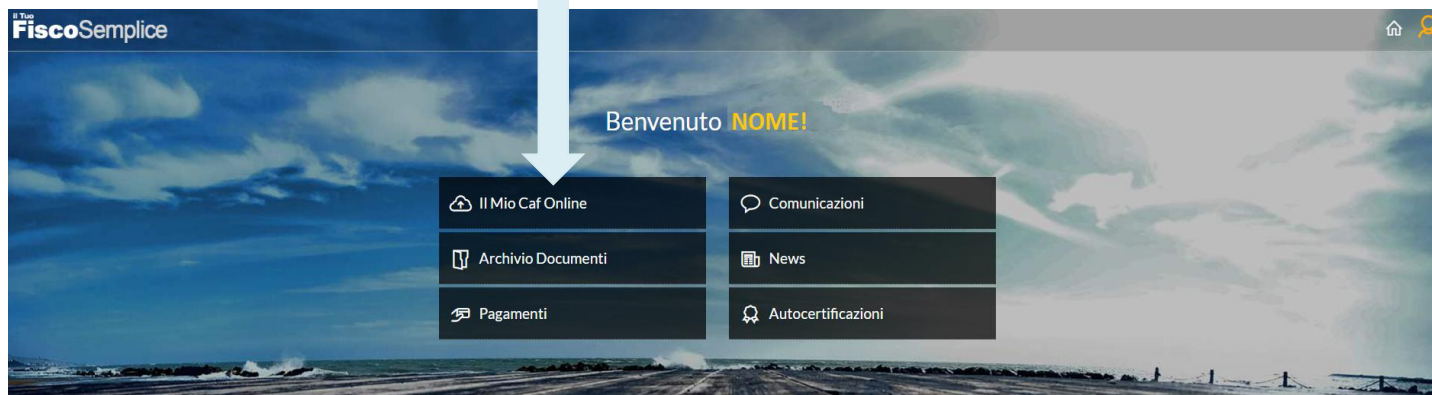 il Tuo
FiscoSemplice
Benvenuto NOME!
Il Mio Caf Online
Comunicazioni
Archivio Documenti
News
Pagamenti
Autocertificazioni